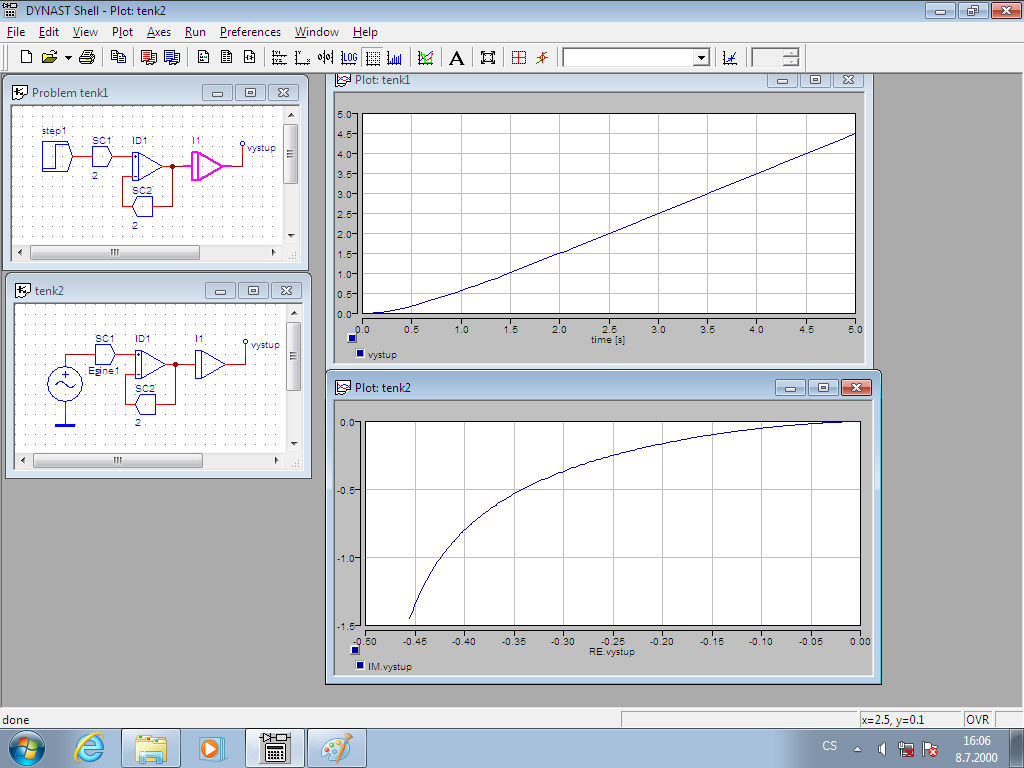 DYNAST Shell - Plot: tenk2
File Edit View Plot Axes Run Preferences Window Help
LOG A
Problem tenk1
step1 SC1 ID1 I1 vystup
2
SC2
2
tenk2
SC1 ID1 I1 vystup
Esine1
SC2
2
Plot: tenk1
5.0
4.5
4.0
3.5
3.0
2.5
2.0
1.5
1.0
0.5
0.0
0.0 0.5 1.0 1.5 2.0 2.5 3.0 3.5 4.0 4.5 5.0
time [s]
vystup
Plot: tenk2
0.0
-0.5
-1.0
-1.5
-0.50 -0.45 -0.40 -0.35 -0.30 -0.25 -0.20 -0.15 -0.10 -0.05 0.00
RE.vystup
IM.vystup
done x=2.5, y=0.1 OVR
CS 16:06
8.7.2000